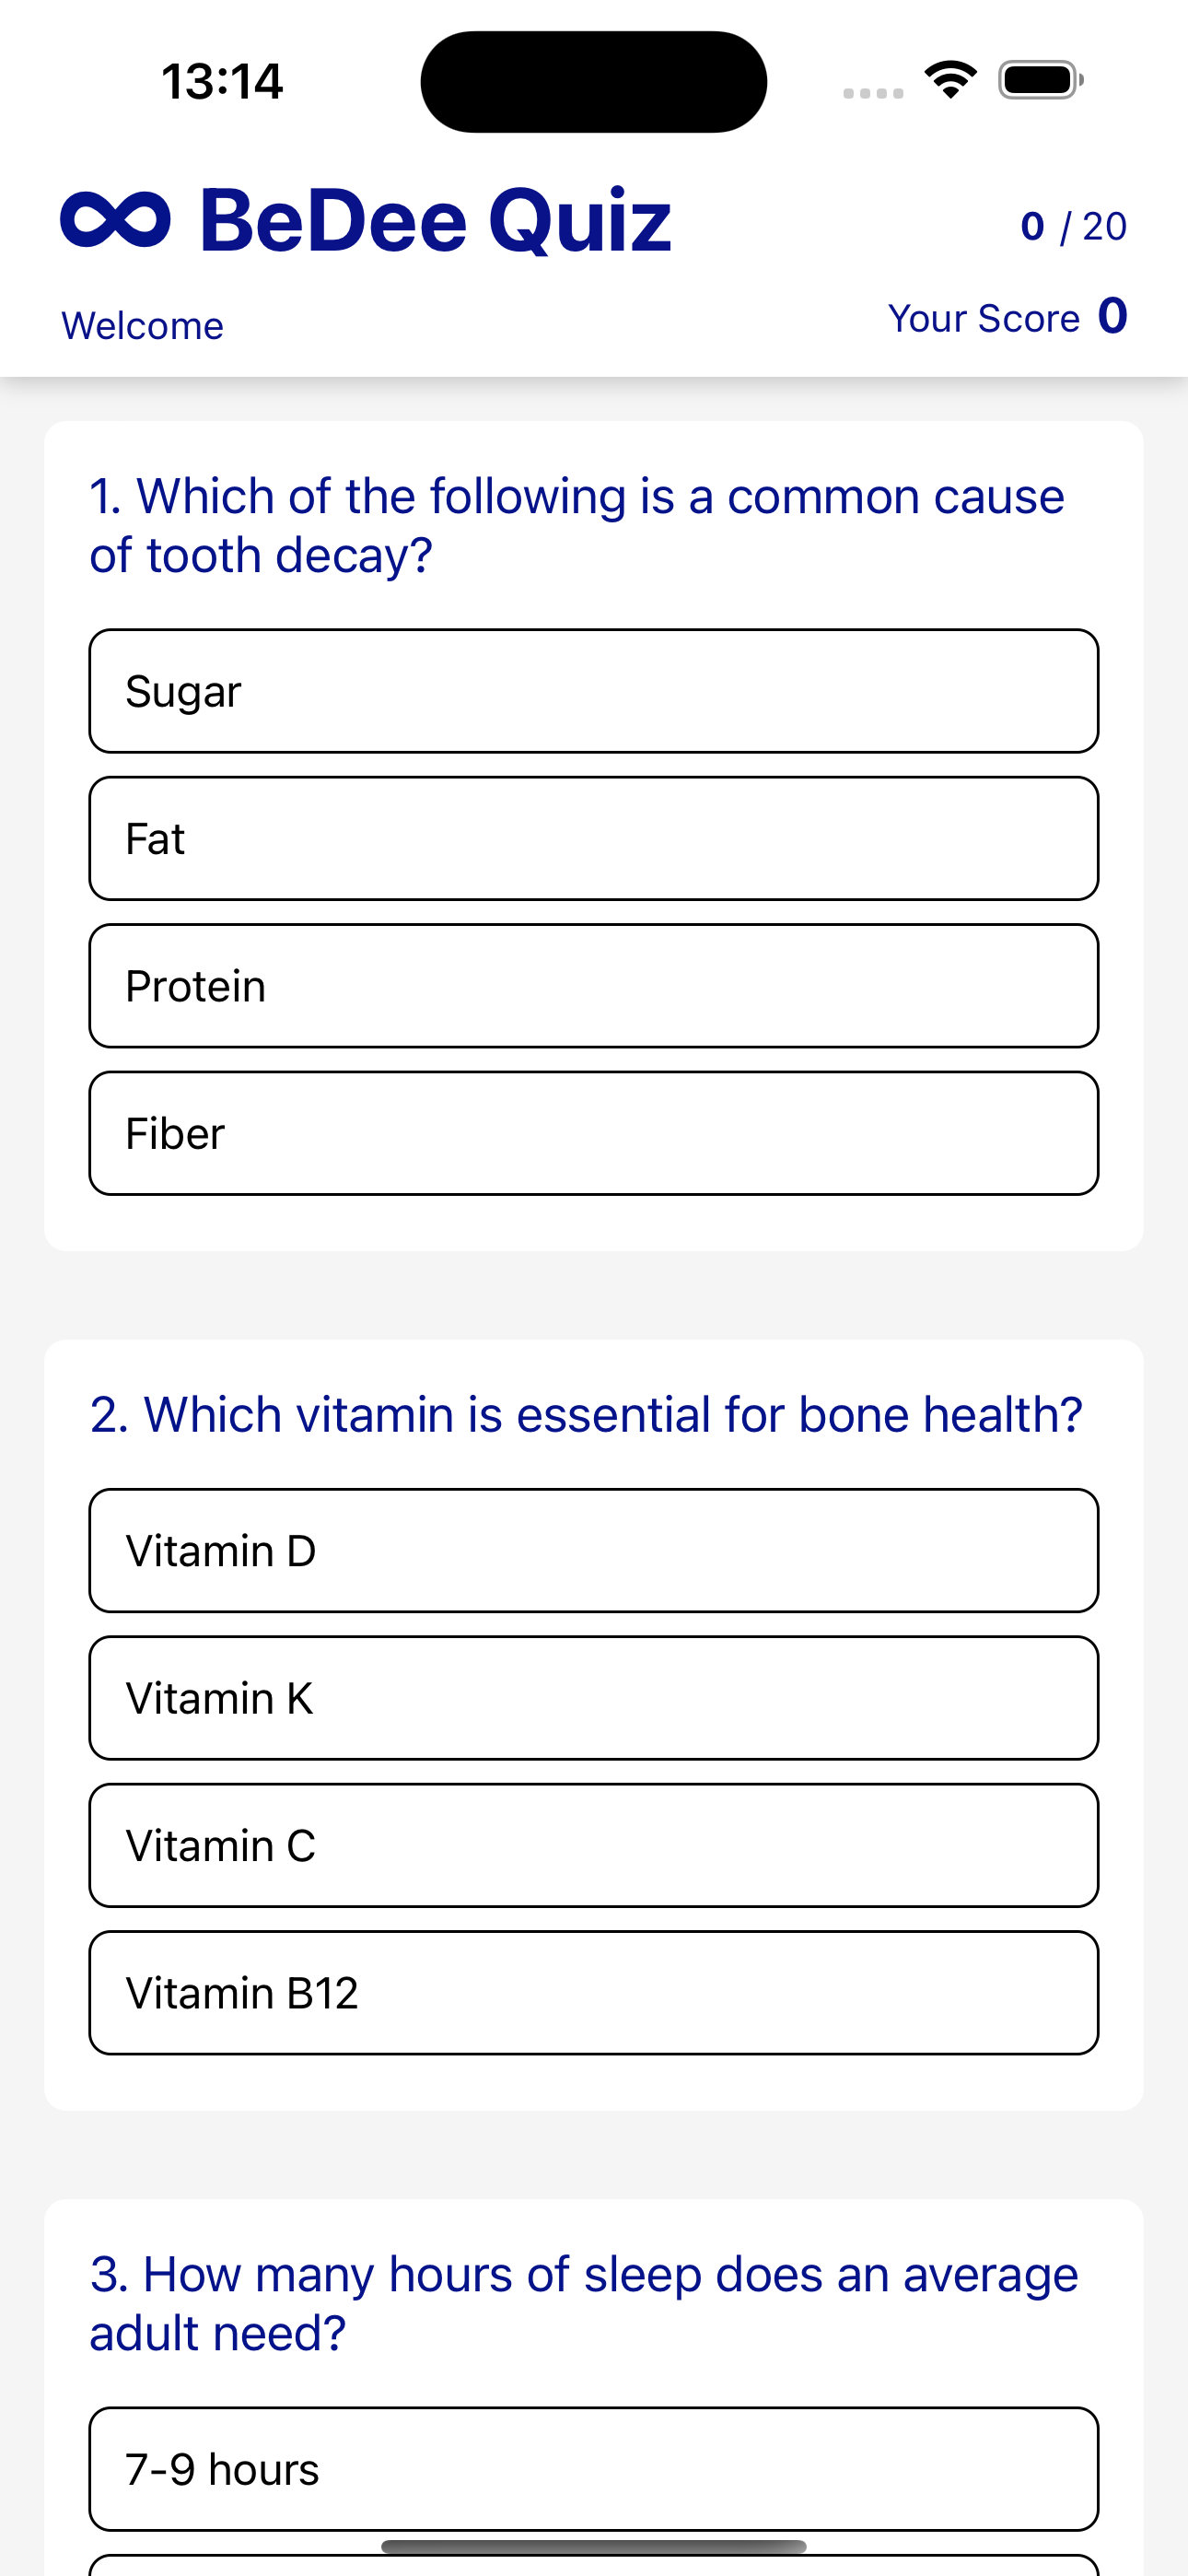 13:14
BeDee Quiz
0 / 20
Welcome
Your Score 0
1. Which of the following is a common cause
of tooth decay?
Sugar
Fat
Protein
Fiber
2. Which vitamin is essential for bone health?
Vitamin D
Vitamin K
Vitamin C
Vitamin B12
3. How many hours of sleep does an average
adult need?
7-9 hours